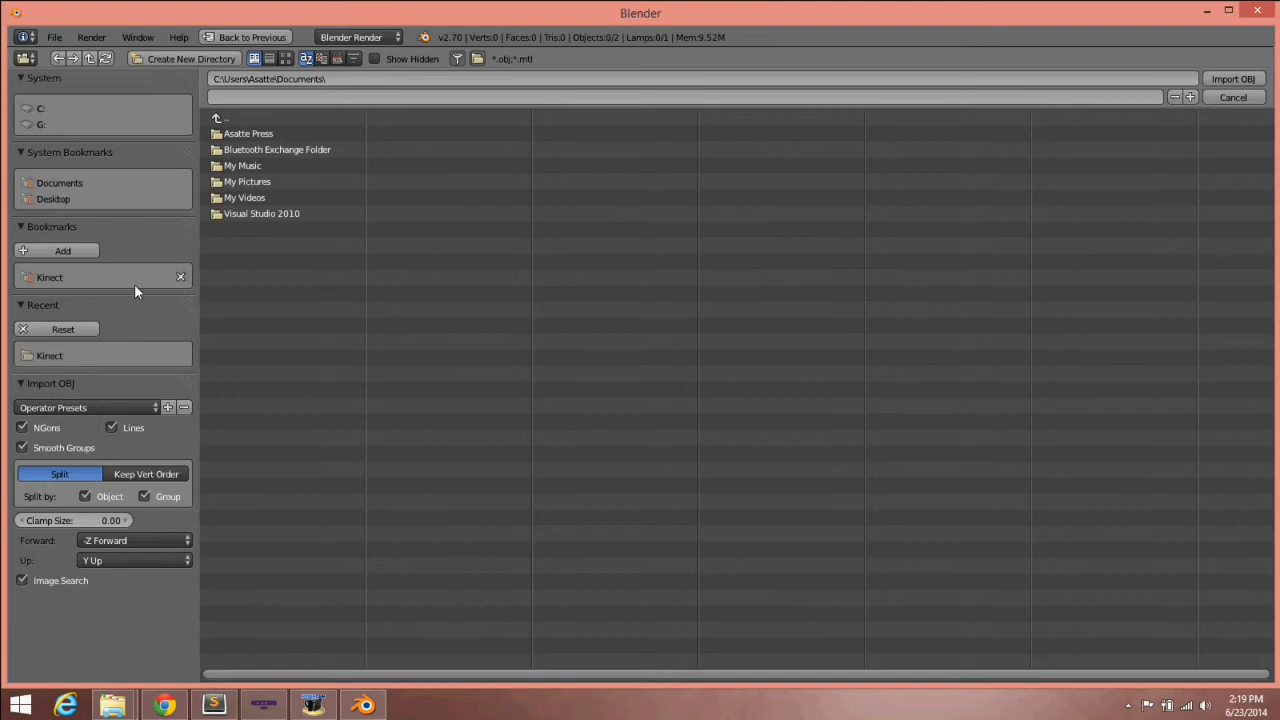 Blender
File Render Window Help Back to Previous Blender Render v2.70 | Verts:0 | Faces:0 | Tris:0 | Objects:0/2 | Lamps:0/1 | Mem:9.52M
Create New Directory Show Hidden *.obj;*.mtl
System
C:
G:
System Bookmarks
Documents
Desktop
Bookmarks
Add
Kinect
Recent
Reset
Kinect
Import OBJ
Operator Presets
NGons Lines
Smooth Groups
Split Keep Vert Order
Split by: Object Group
Clamp Size: 0.00
Forward: -Z Forward
Up: Y Up
Image Search
C:\Users\Asatte\Documents\ Import OBJ
Cancel
..
Asatte Press
Bluetooth Exchange Folder
My Music
My Pictures
My Videos
Visual Studio 2010
2:19 PM
6/23/2014